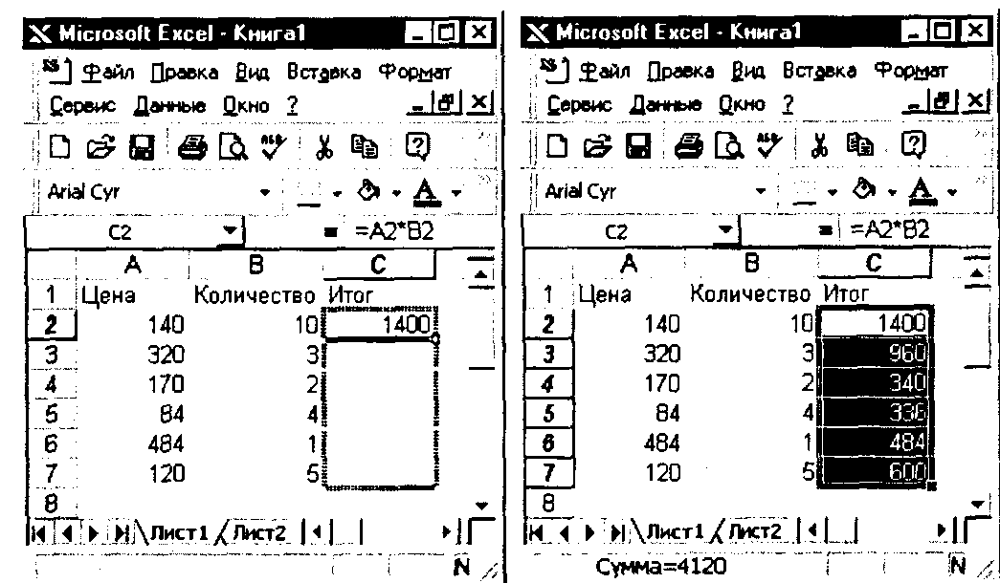 Microsoft Excel - Книга1
Файл Правка Вид Вставка Формат
Сервис Данные Окно ?
Arial Cyr
C2 = =A2*B2
A B C
1 Цена Количество Итог
2 140 10 1400
3 320 3
4 170 2
5 84 4
6 484 1
7 120 5
8
Лист1 Лист2
N
Microsoft Excel - Книга1
Файл Правка Вид Вставка Формат
Сервис Данные Окно ?
Arial Cyr
C2 = =A2*B2
A B C
1 Цена Количество Итог
2 140 10 1400
3 320 3 960
4 170 2 340
5 84 4 336
6 484 1 484
7 120 5 600
8
Лист1 Лист2
Сумма=4120 N